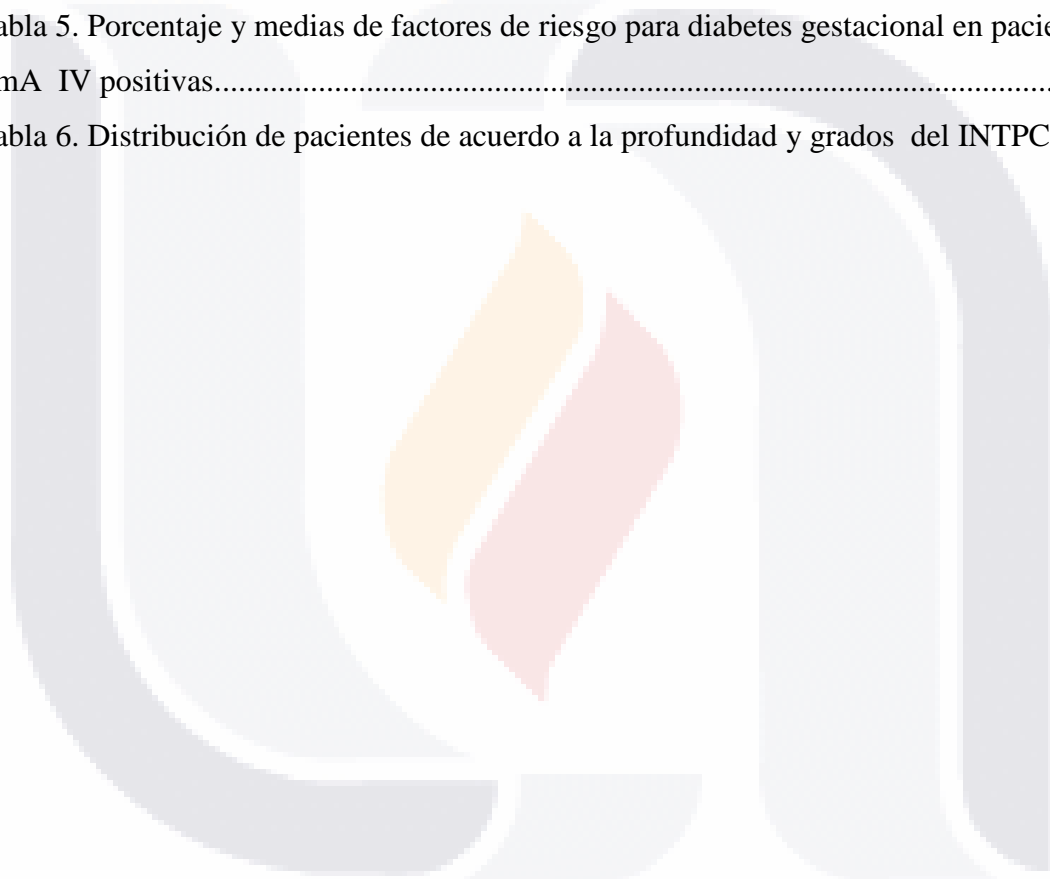 abla 5. Porcentaje y medias de factores de riesgo para diabetes gestacional en pacie
mA  IV positivas.......................................................................................................
abla 6. Distribución de pacientes de acuerdo a la profundidad y grados  del INTPC